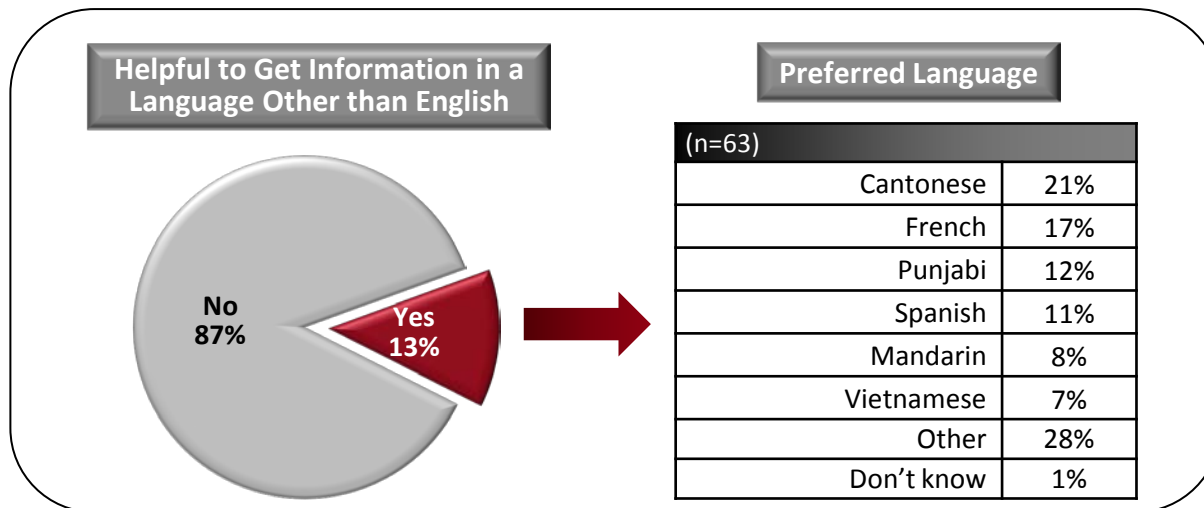 Helpful to Get Information in a
Language Other than English
No
87%
Yes
13%
Preferred Language
(n=63)
Cantonese 21%
French 17%
Punjabi 12%
Spanish 11%
Mandarin 8%
Vietnamese 7%
Other 28%
Don’t know 1%